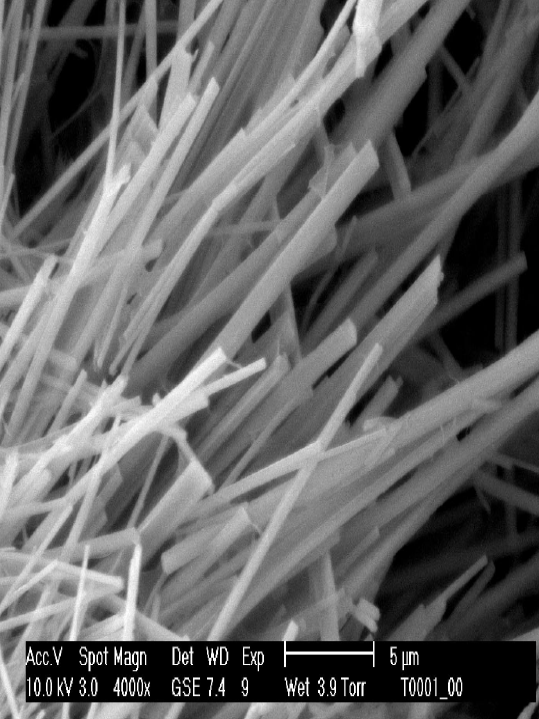 Acc.V Spot Magn Det WD Exp 5 µm
10.0 kV 3.0 4000x GSE 7.4 9 Wet 3.9 Torr T0001_00